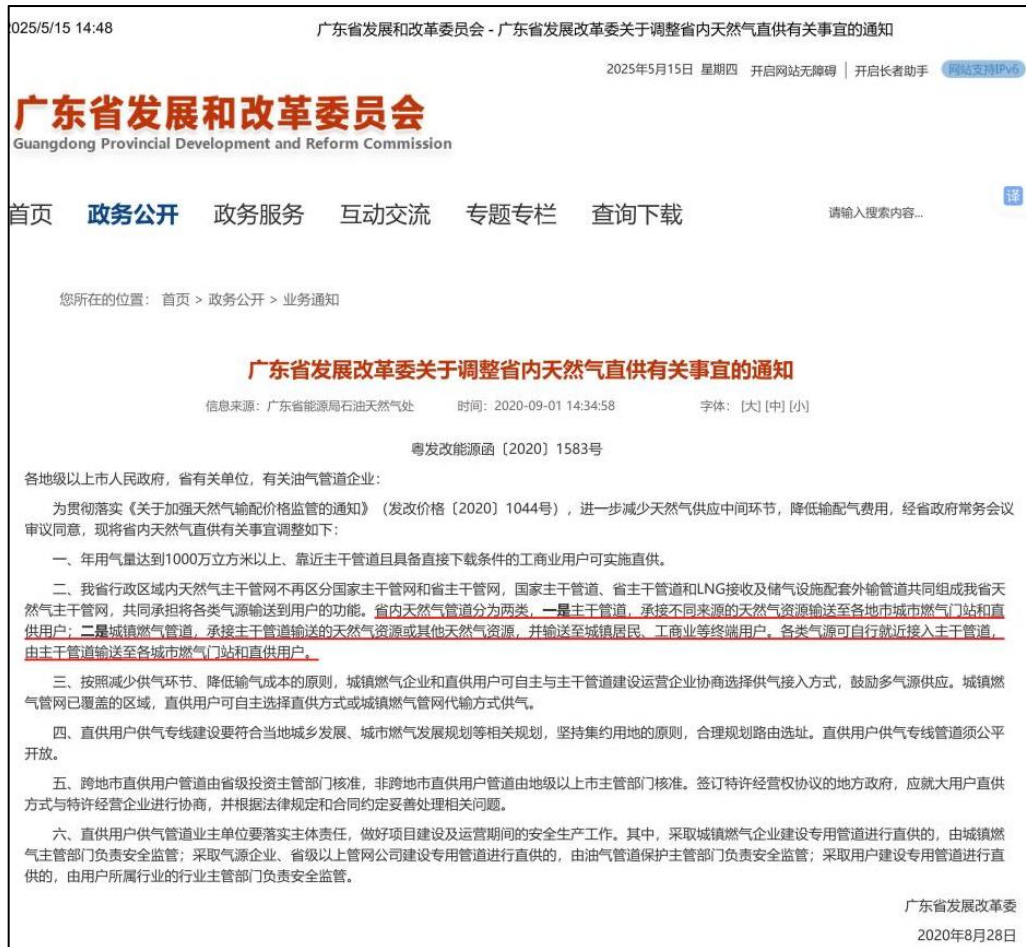 2025/5/15 14:48 广东省发展和改革委员会 - 广东省发展改革委关于调整省内天然气直供有关事宜的通知
2025年5月15日 星期四 开启网站无障碍 | 开启长者助手 网站支持IPv6
广东省发展和改革委员会
Guangdong Provincial Development and Reform Commission
首页 政务公开 政务服务 互动交流 专题专栏 查询下载 请输入搜索内容... 译
您所在的位置: 首页 > 政务公开 > 业务通知
广东省发展改革委关于调整省内天然气直供有关事宜的通知
信息来源：广东省能源局石油天然气处 时间：2020-09-01 14:34:58 字体： [大] [中] [小]
粤发改能源函〔2020〕1583号
各地级以上市人民政府，省有关单位，有关油气管道企业：
为贯彻落实《关于加强天然气输配价格监管的通知》（发改价格〔2020〕1044号），进一步减少天然气供应中间环节，降低输配气费用，经省政府常务会议
审议同意，现将省内天然气直供有关事宜调整如下：
一、年用气量达到1000万立方米以上、靠近主干管道且具备直接下载条件的工商业用户可实施直供。
二、我省行政区域内天然气主干管网不再区分国家主干管网和省主干管网，国家主干管道、省主干管道和LNG接收及储气设施配套外输管道共同组成我省天
然气主干管网，共同承担将各类气源输送到用户的功能。省内天然气管道分为两类，一是主干管道，承接不同来源的天然气资源输送至各地市城市燃气门站和直
供用户；二是城镇燃气管道，承接主干管道输送的天然气资源或其他天然气资源，并输送至城镇居民、工商业等终端用户。各类气源可自行就近接入主干管道，
由主干管道输送至各城市燃气门站和直供用户。
三、按照减少供气环节、降低输气成本的原则，城镇燃气企业和直供用户可自主与主干管道建设运营企业协商选择供气接入方式，鼓励多气源供应。城镇燃
气管网已覆盖的区域，直供用户可自主选择直供方式或城镇燃气管网代输方式供气。
四、直供用户供气专线建设要符合当地城乡发展、城市燃气发展规划等相关规划，坚持集约用地的原则，合理规划路由选址。直供用户供气专线管道须公平
开放。
五、跨地市直供用户管道由省级投资主管部门核准，非跨地市直供用户管道由地级以上市主管部门核准。签订特许经营权协议的地方政府，应就大用户直供
方式与特许经营企业进行协商，并根据法律规定和合同约定妥善处理相关问题。
六、直供用户供气管道业主单位要落实主体责任，做好项目建设及运营期间的安全生产工作。其中，采取城镇燃气企业建设专用管道进行直供的，由城镇燃
气主管部门负责安全监管；采取气源企业、省级以上管网公司建设专用管道进行直供的，由油气管道保护主管部门负责安全监管；采取用户建设专用管道进行直
供的，由用户所属行业的行业主管部门负责安全监管。
广东省发展改革委
2020年8月28日